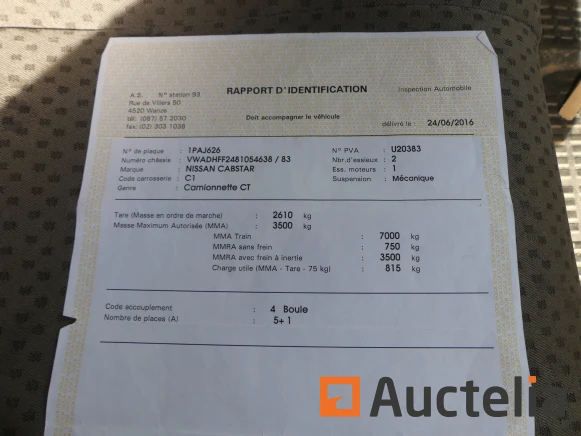 RAPPORT D'IDENTIFICATION
Inspection Automobile
A.S. N° station 93
Rue de Villers 50
4520 Wanze
tél. (087) 57 2030
fax: (02) 303 1038
Doit accompagner le véhicule
délivré le : 24/06/2016
N° de plaque : 1PAJ626 N° PVA : U20383
Numéro châssis : VWADHFF2481054638 / 83 Nbr.d'essieux : 2
Marque : NISSAN CABSTAR Ess. moteurs : 1
Code carrosserie : C1 Suspension : Mécanique
Genre : Camionnette CT
Tare (Masse en ordre de marche) : 2610 kg
Masse Maximum Autorisée (MMA) : 3500 kg
MMA Train : 7000 kg
MMRA sans frein : 750 kg
MMRA avec frein à inertie : 3500 kg
Charge utile (MMA - Tare - 75 kg) : 815 kg
Code accouplement : 4 Boule
Nombre de places (A) : 5+1
Auctelia